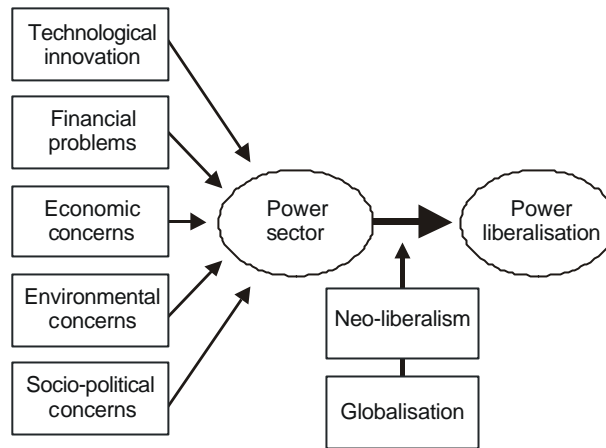 Technological
innovation
Financial
problems
Economic
concerns
Environmental
concerns
Socio-political
concerns
Power
sector
Power
liberalisation
Neo-liberalism
Globalisation